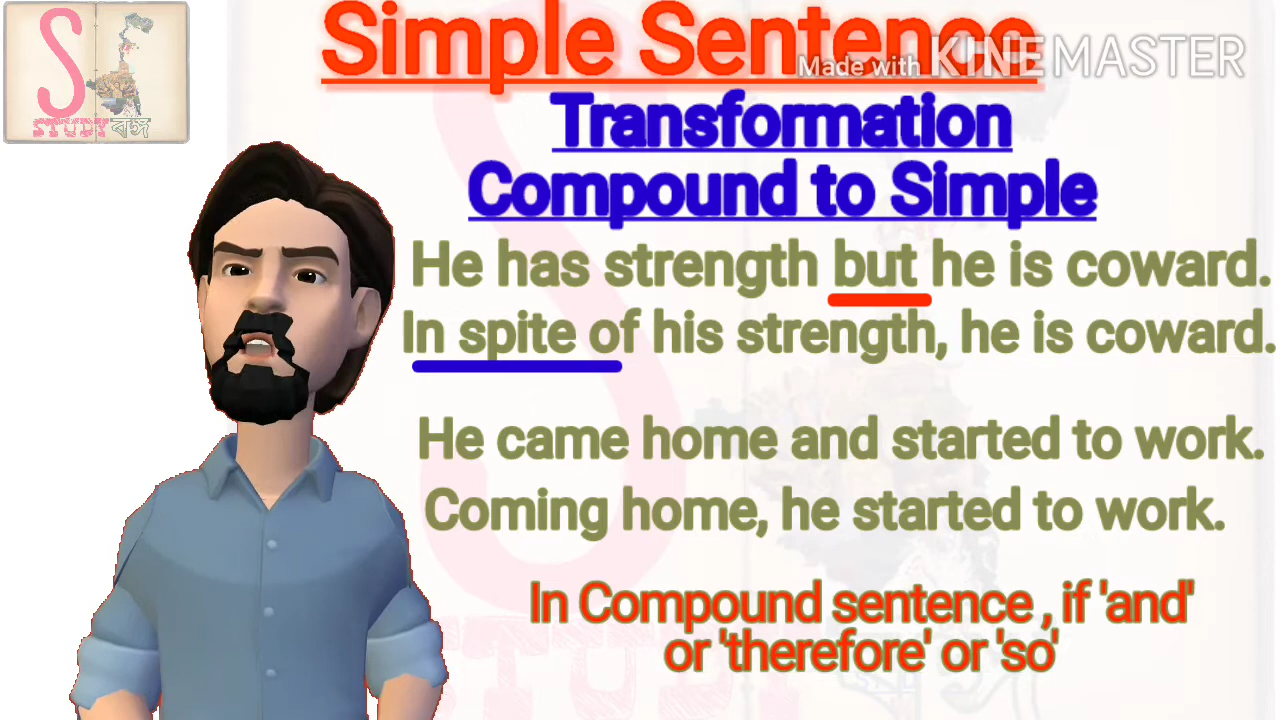 Simple Sentence
Made with KINEMASTER
Transformation
Compound to Simple
He has strength but he is coward.
In spite of his strength, he is coward.
He came home and started to work.
Coming home, he started to work.
In Compound sentence , if 'and'
or 'therefore' or 'so'
S
STUDYবঙ্গ